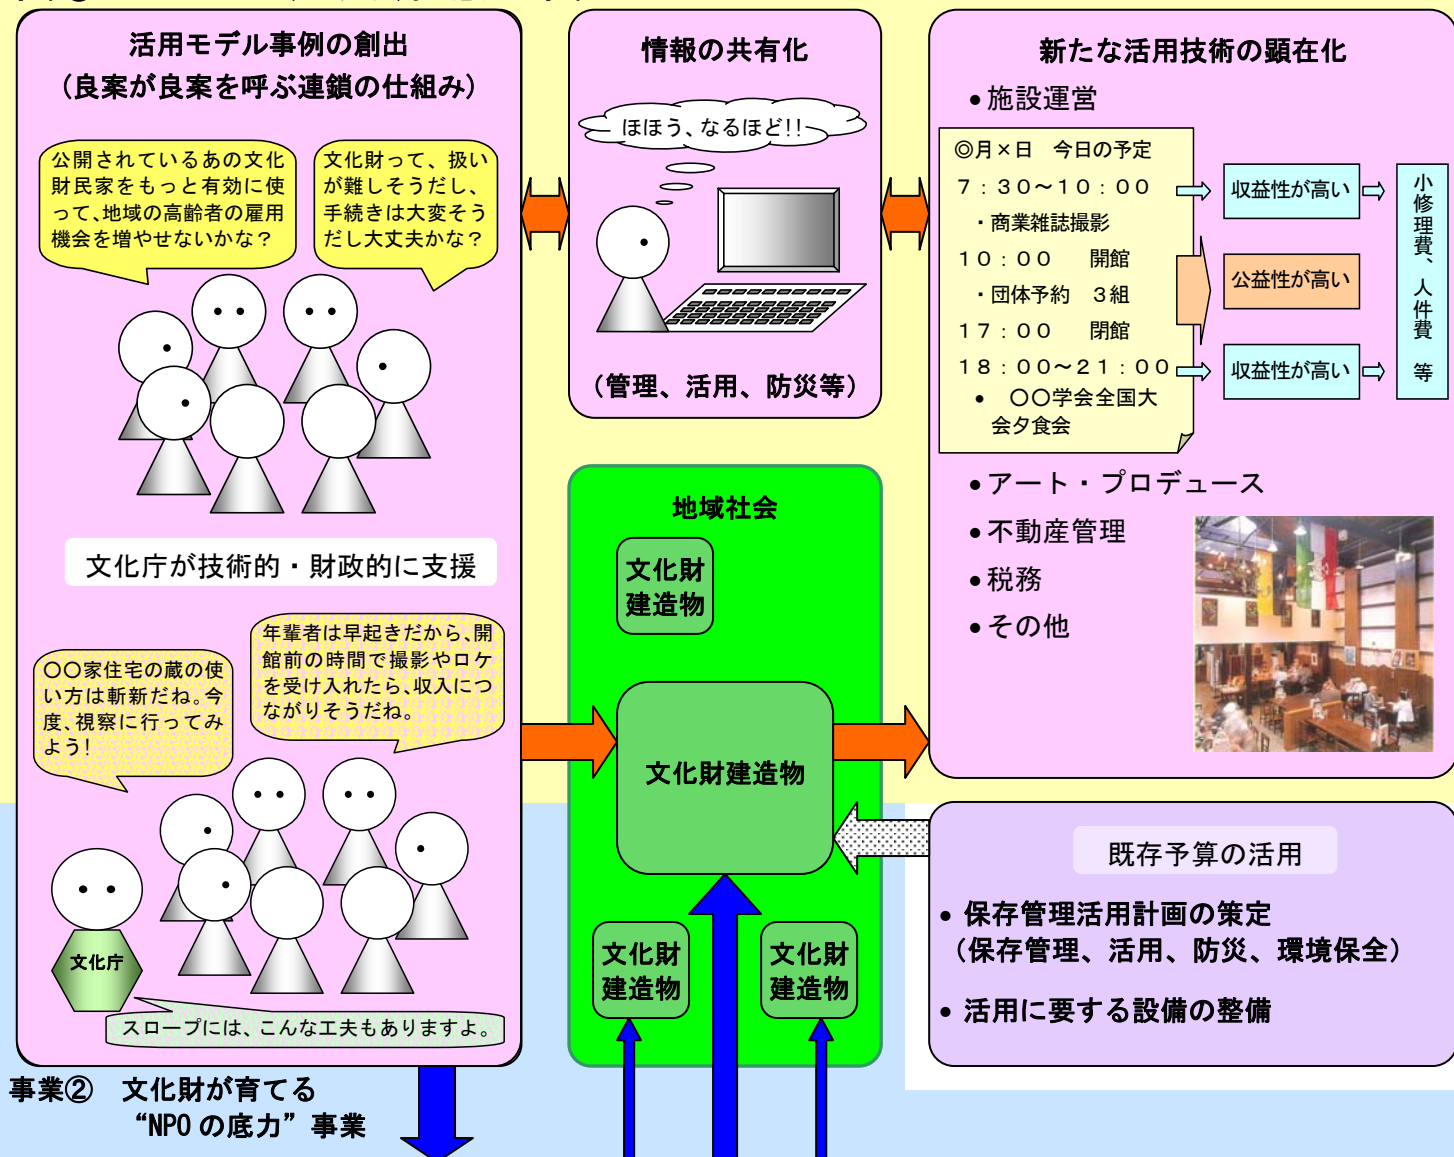 活用モデル事例の創出
（良案が良案を呼ぶ連鎖の仕組み）
公開されているあの文化
財民家をもっと有効に使
って、地域の高齢者の雇用
機会を増やせないかな？
文化財って、扱い
が難しそうだし、
手続きは大変そう
だし大丈夫かな？
文化庁が技術的・財政的に支援
〇〇家住宅の蔵の使
い方は斬新だね。今
度、視察に行ってみ
よう！
年輩者は早起きだから、開
館前の時間で撮影やロケ
を受け入れたら、収入につ
ながりそうだね。
文化庁
スロープには、こんな工夫もありますよ。
情報の共有化
ほほう、なるほど!!
（管理、活用、防災等）
新たな活用技術の顕在化
• 施設運営
◎月×日　今日の予定
７：３０～１０：００
・商業雑誌撮影
１０：００　開館
・団体予約　３組
１７：００　閉館
１８：００～２１：００
• 〇〇学会全国大
会夕食会
収益性が高い
公益性が高い
収益性が高い
小修理費、人件費　等
• アート・プロデュース
• 不動産管理
• 税務
• その他
地域社会
文化財
建造物
文化財建造物
文化財
建造物
文化財
建造物
既存予算の活用
• 保存管理活用計画の策定
（保存管理、活用、防災、環境保全）
• 活用に要する設備の整備
事業②　文化財が育てる
“NPOの底力”事業